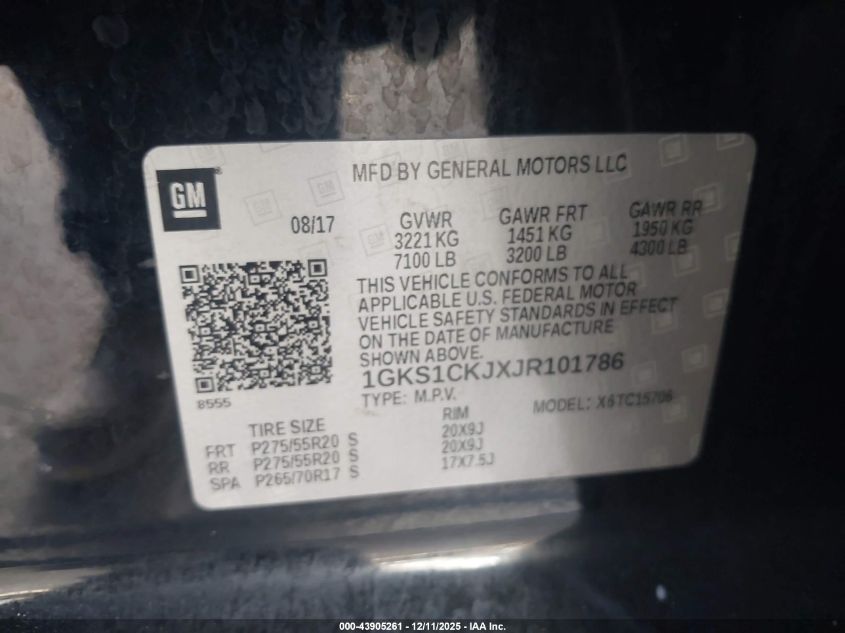 MFD BY GENERAL MOTORS LLC
GM
08/17
GVWR
3221 KG
7100 LB
GAWR FRT
1451 KG
3200 LB
GAWR RR
1950 KG
4300 LB
THIS VEHICLE CONFORMS TO ALL
APPLICABLE U.S. FEDERAL MOTOR
VEHICLE SAFETY STANDARDS IN EFFECT
ON THE DATE OF MANUFACTURE
SHOWN ABOVE.
1GKS1CKJXJR101786
TYPE: M.P.V.
MODEL: X6TC15706
8555
TIRE SIZE RIM
FRT P275/55R20 S 20X9J
RR P275/55R20 S 20X9J
SPA P265/70R17 S 17X7.5J
000-43905261 - 12/11/2025 - IAA Inc.